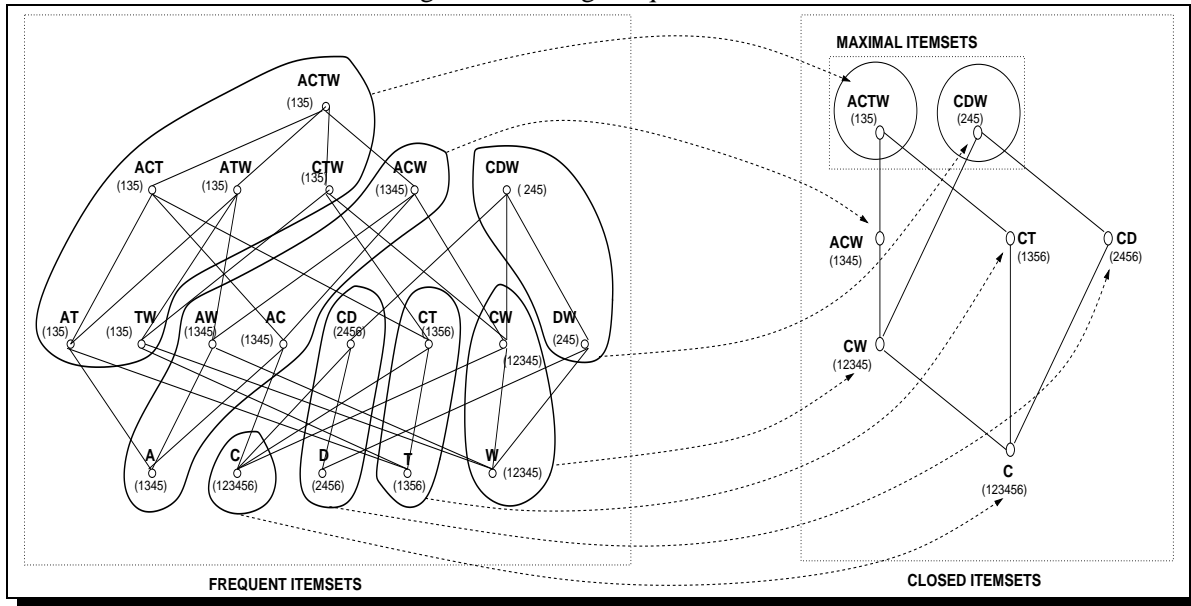 MAXIMAL ITEMSETS
ACTW
(135)
ACTW
(135)
CDW
(245)
ACT
(135)
ATW
(135)
CTW
(135)
ACW
(1345)
CDW
( 245)
ACW
(1345)
CT
(1356)
CD
(2456)
AT
(135)
TW
(135)
AW
(1345)
AC
(1345)
CD
(2456)
CT
(1356)
CW
(12345)
DW
(245)
CW
(12345)
A
(1345)
C
(123456)
D
(2456)
T
(1356)
W
(12345)
C
(123456)
FREQUENT ITEMSETS
CLOSED ITEMSETS